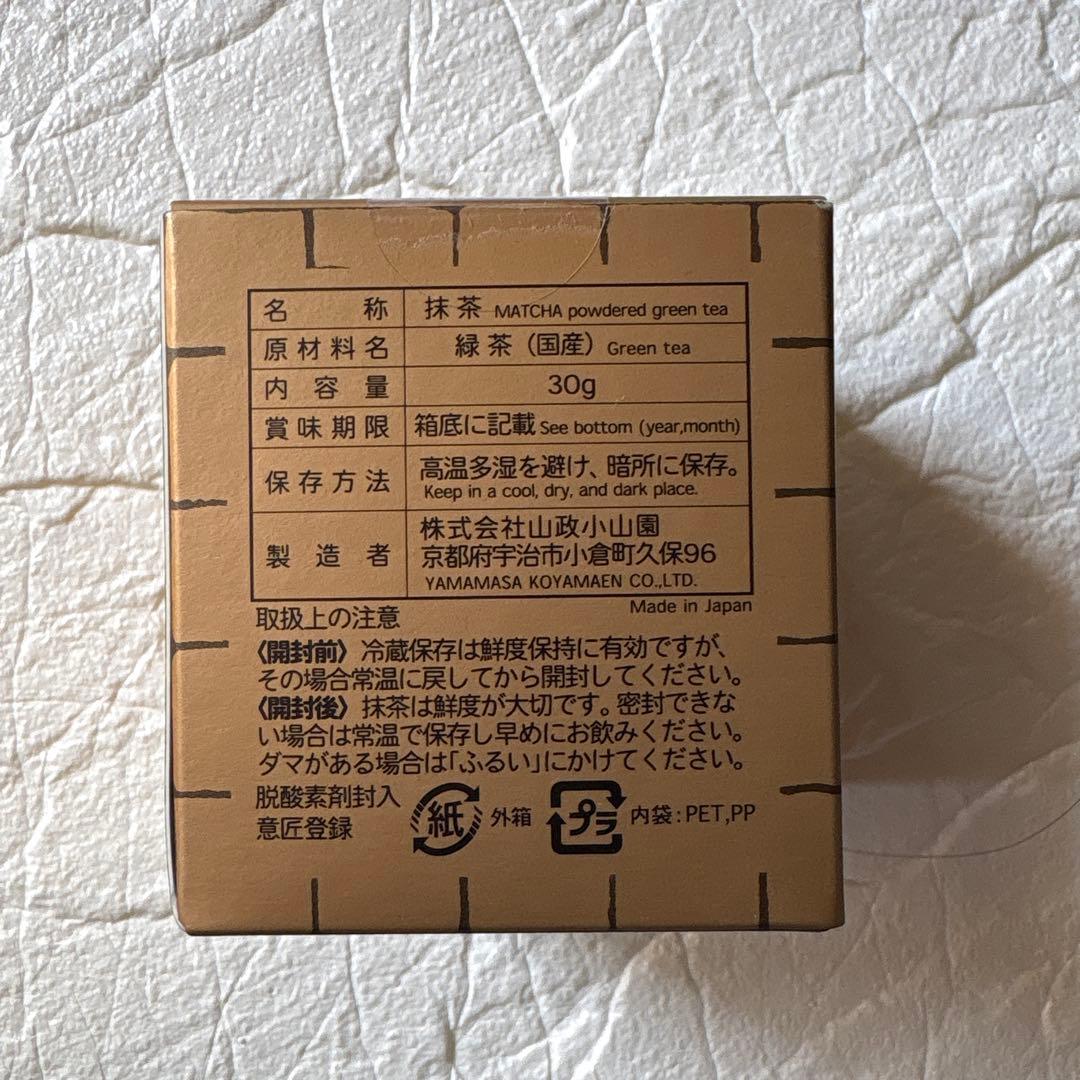 名称 抹茶 MATCHA powdered green tea
原材料名 緑茶（国産） Green tea
内容量 30g
賞味期限 箱底に記載 See bottom (year,month)
保存方法 高温多湿を避け、暗所に保存。
Keep in a cool, dry, and dark place.
製造者 株式会社山政小山園
京都府宇治市小倉町久保96
YAMAMASA KOYAMAEN CO.,LTD.
Made in Japan
取扱上の注意
〈開封前〉冷蔵保存は鮮度保持に有効ですが、
その場合常温に戻してから開封してください。
〈開封後〉抹茶は鮮度が大切です。密封できな
い場合は常温で保存し早めにお飲みください。
ダマがある場合は「ふるい」にかけてください。
脱酸素剤封入
意匠登録
紙 外箱
プラ 内袋：PET,PP